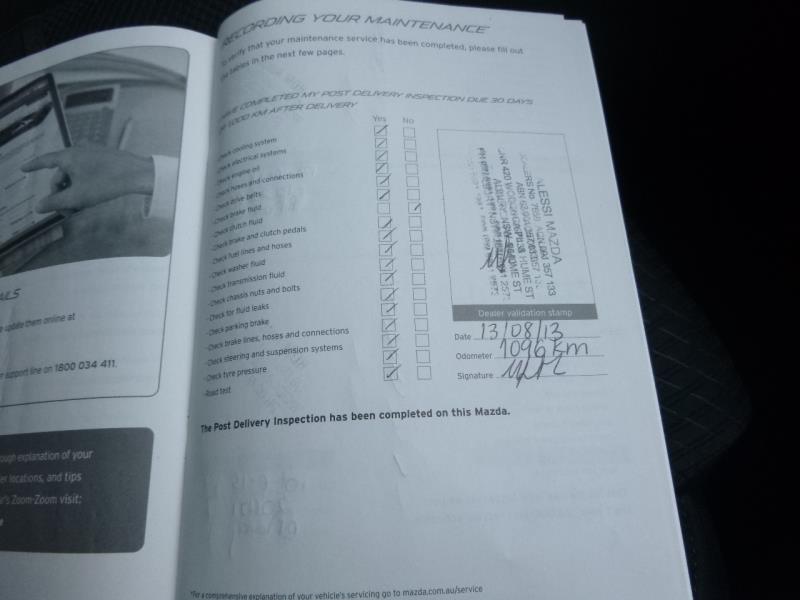 AILS
update them online at
support line on 1800 034 411.
ough explanation of your
er locations, and tips
r's Zoom-Zoom visit:
RECORDING YOUR MAINTENANCE
To verify that your maintenance service has been completed, please fill out
the tables in the next few pages.
HAVE COMPLETED MY POST DELIVERY INSPECTION DUE 30 DAYS
1000 KM AFTER DELIVERY
Yes No
Check cooling system
Check electrical systems
Check engine oil
Check hoses and connections
Check drive belts
Check brake fluid
Check clutch fluid
Check brake and clutch pedals
Check fuel lines and hoses
Check washer fluid
Check transmission fluid
Check chassis nuts and bolts
Check for fluid leaks
Check parking brake
Check brake lines, hoses and connections
Check steering and suspension systems
Check tyre pressure
-Road test
ALESSI MAZDA
Dealer validation stamp
Date 13/08/13
Odometer 1096 km
Signature
The Post Delivery Inspection has been completed on this Mazda.
*For a comprehensive explanation of your vehicle's servicing go to mazda.com.au/service